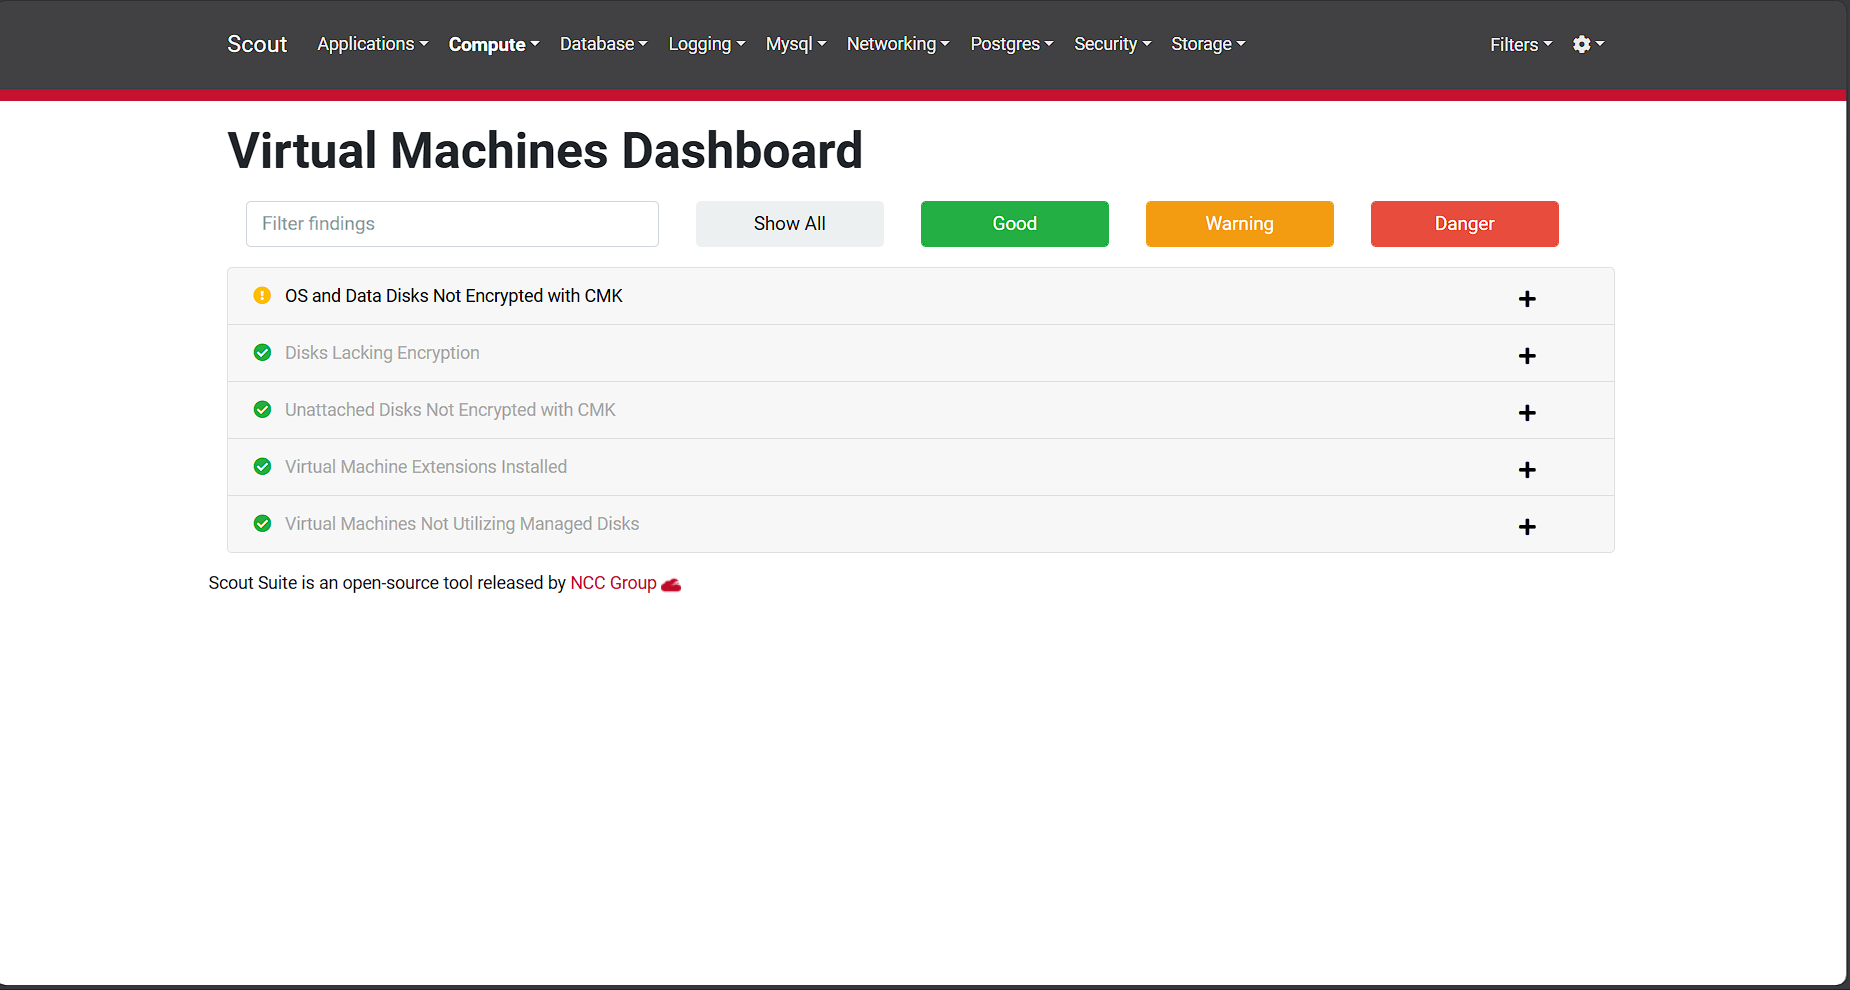 Scout Applications Compute Database Logging Mysql Networking Postgres Security Storage Filters
Virtual Machines Dashboard
Filter findings Show All Good Warning Danger
OS and Data Disks Not Encrypted with CMK
Disks Lacking Encryption
Unattached Disks Not Encrypted with CMK
Virtual Machine Extensions Installed
Virtual Machines Not Utilizing Managed Disks
Scout Suite is an open-source tool released by NCC Group